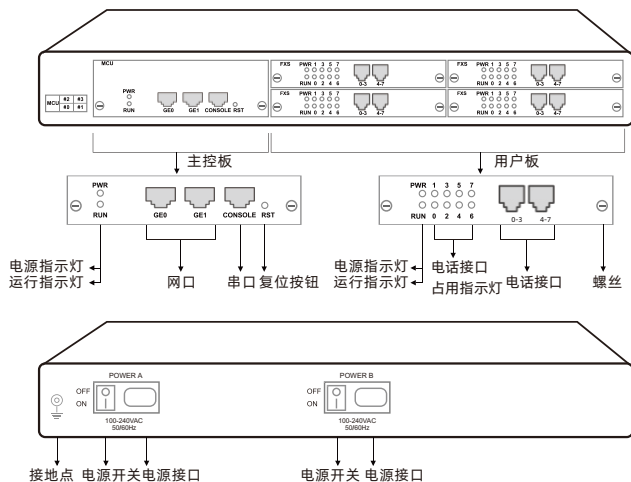 MCU
PWR
RUN
GE0 GE1 CONSOLE RST
FXS PWR 1 3 5 7
RUN 0 2 4 6 0-3 4-7
FXS PWR 1 3 5 7
RUN 0 2 4 6 0-3 4-7
FXS PWR 1 3 5 7
RUN 0 2 4 6 0-3 4-7
FXS PWR 1 3 5 7
RUN 0 2 4 6 0-3 4-7
MCU #2 #3
#0 #1
主控板
用户板
PWR
RUN GE0 GE1 CONSOLE RST
PWR 1 3 5 7
RUN 0 2 4 6 0-3 4-7
电源指示灯
运行指示灯
网口
串口
复位按钮
电源指示灯
运行指示灯
电话接口
占用指示灯
电话接口
螺丝
POWER A
OFF
ON
100-240VAC
50/60Hz
POWER B
OFF
ON
100-240VAC
50/60Hz
接地点
电源开关
电源接口
电源开关
电源接口